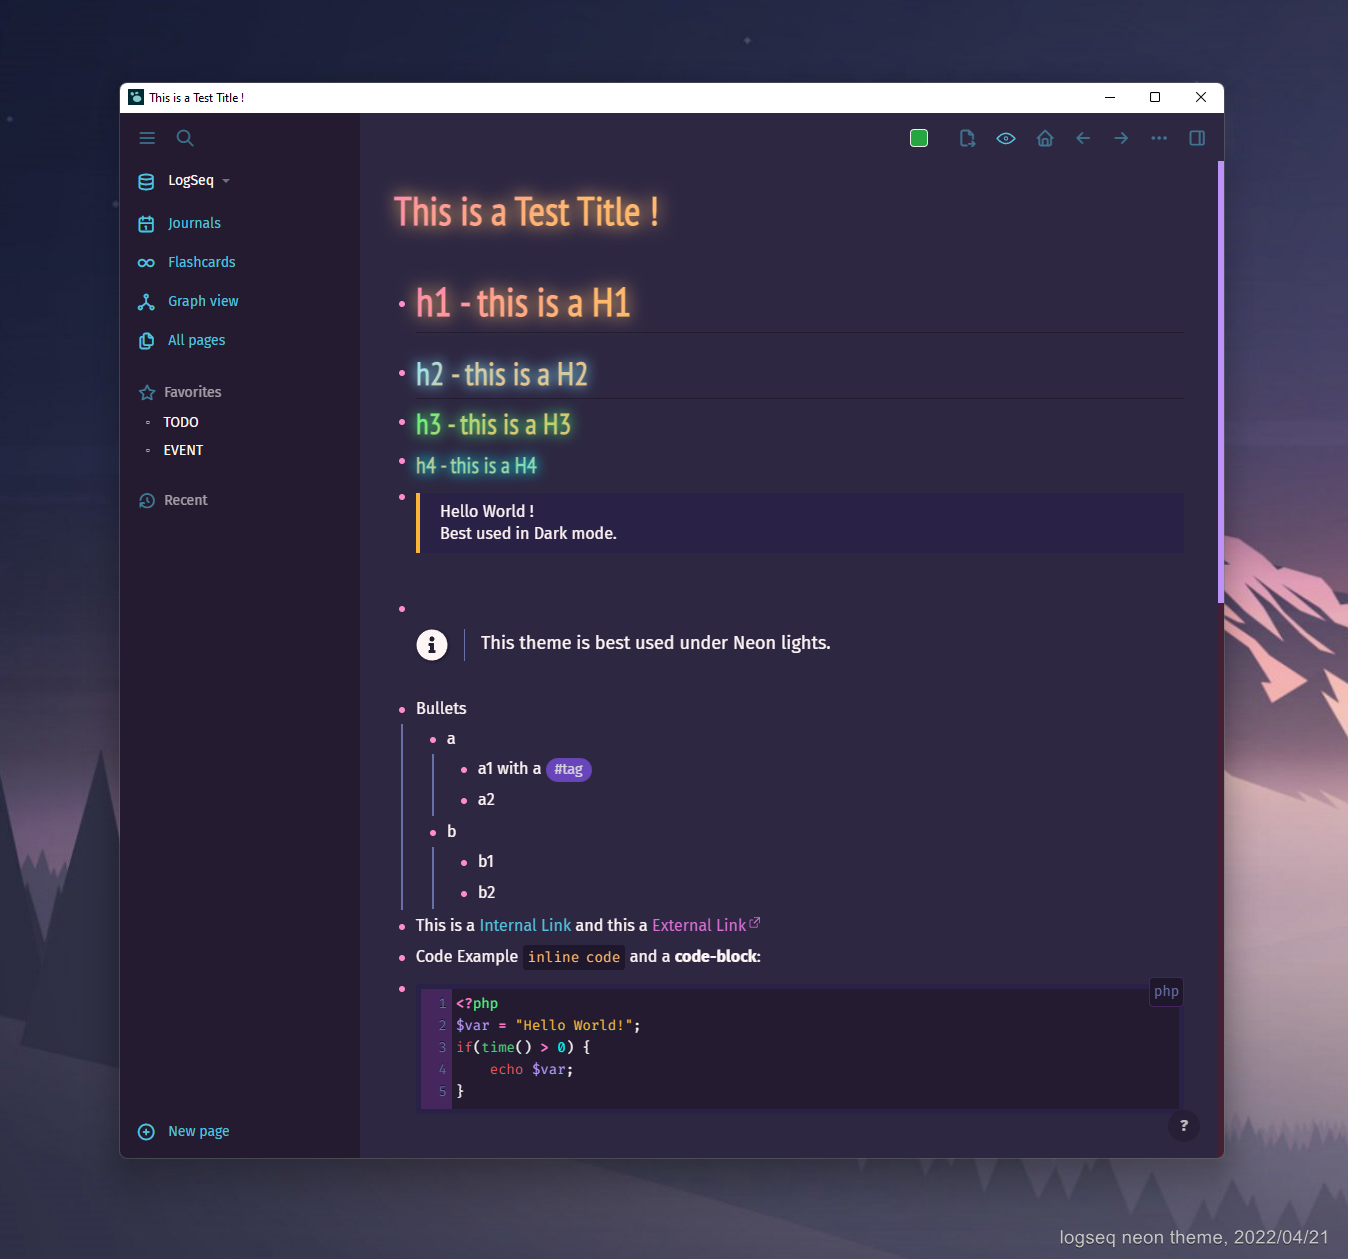 This is a Test Title !
LogSeq
Journals
Flashcards
Graph view
All pages
Favorites
TODO
EVENT
Recent
New page
This is a Test Title !
h1 - this is a H1
h2 - this is a H2
h3 - this is a H3
h4 - this is a H4
Hello World !
Best used in Dark mode.
This theme is best used under Neon lights.
Bullets
a
a1 with a #tag
a2
b
b1
b2
This is a Internal Link and this a External Link
Code Example inline code and a code-block:
php
1 <?php
2 $var = "Hello World!";
3 if(time() > 0) {
4     echo $var;
5 }
?
logseq neon theme, 2022/04/21